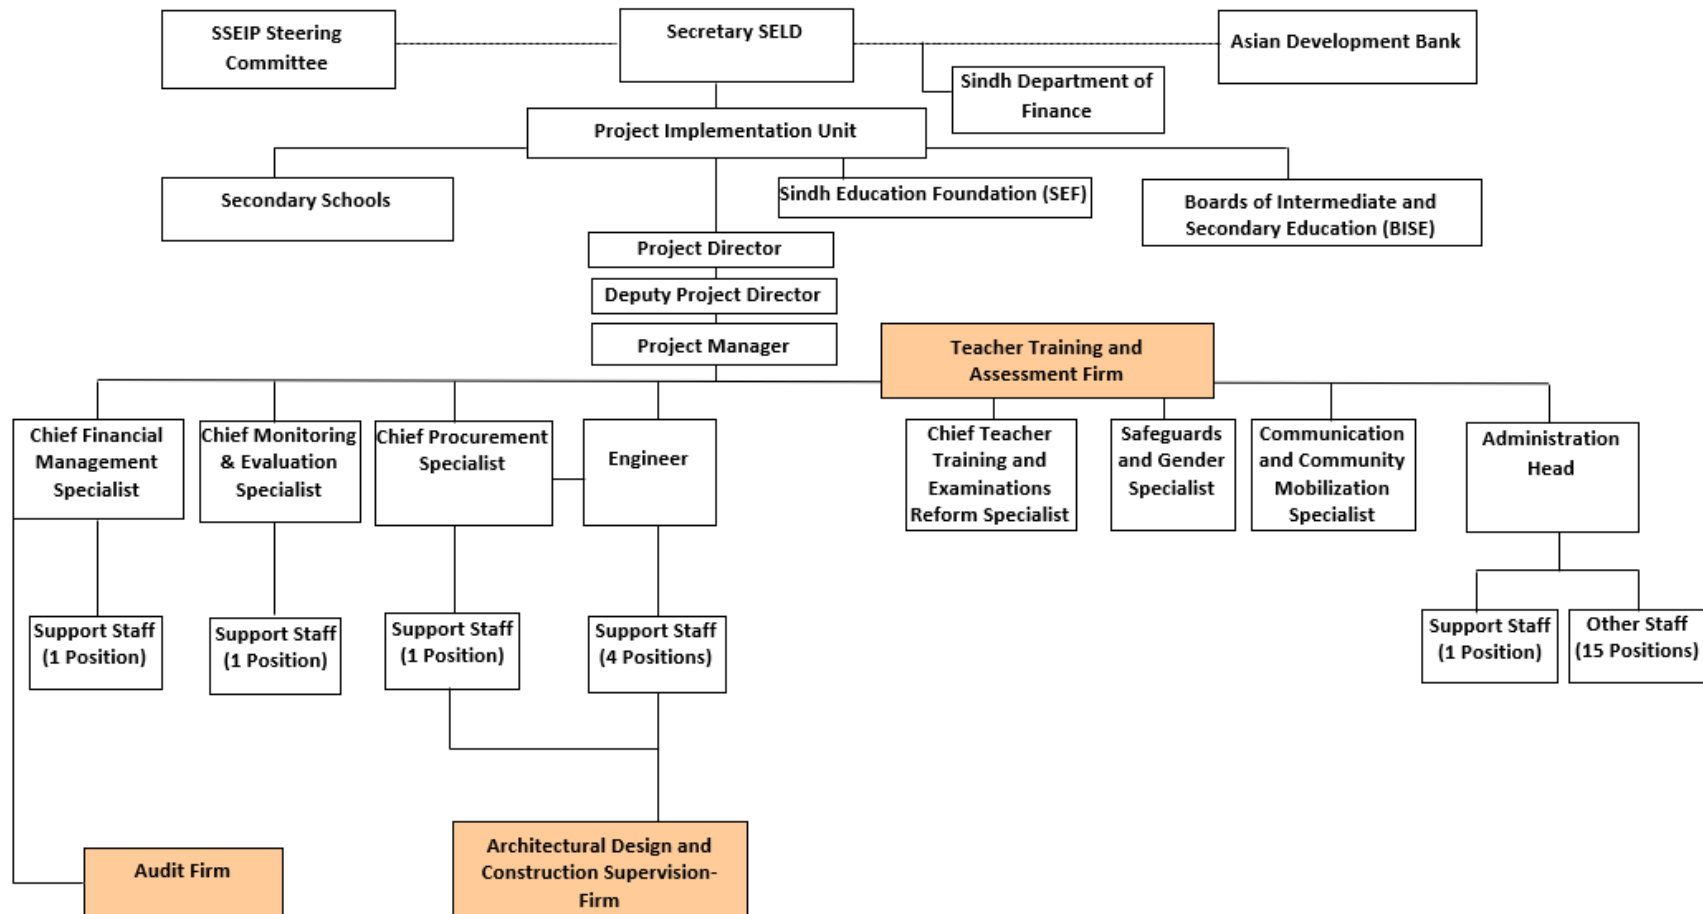 SSEIP Steering
Committee
Secretary SELD
Asian Development Bank
Sindh Department of
Finance
Project Implementation Unit
Secondary Schools
Sindh Education Foundation (SEF)
Boards of Intermediate and
Secondary Education (BISE)
Project Director
Deputy Project Director
Project Manager
Teacher Training and
Assessment Firm
Chief Financial
Management
Specialist
Chief Monitoring
& Evaluation
Specialist
Chief Procurement
Specialist
Engineer
Chief Teacher
Training and
Examinations
Reform Specialist
Safeguards
and Gender
Specialist
Communication
and Community
Mobilization
Specialist
Administration
Head
Support Staff
(1 Position)
Support Staff
(1 Position)
Support Staff
(1 Position)
Support Staff
(4 Positions)
Support Staff
(1 Position)
Other Staff
(15 Positions)
Audit Firm
Architectural Design and
Construction Supervision-
Firm